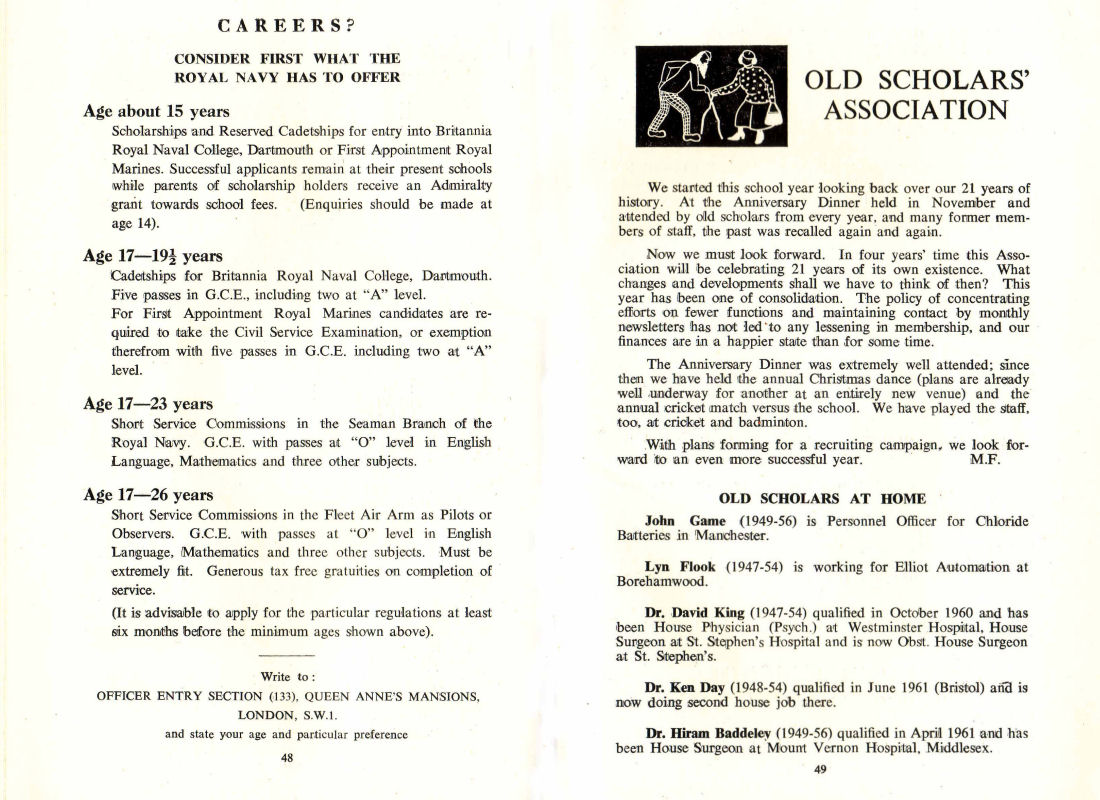 CAREERS?
CONSIDER FIRST WHAT THE
ROYAL NAVY HAS TO OFFER
Age about 15 years
Scholarships and Reserved Cadetships for entry into Britannia
Royal Naval College, Dartmouth or First Appointment Royal
Marines. Successful applicants remain at their present schools
while parents of scholarship holders receive an Admiralty
grant towards school fees. (Enquiries should be made at
age 14).
Age 17—19½ years
Cadetships for Britannia Royal Naval College, Dartmouth.
Five passes in G.C.E., including two at “A” level.
For First Appointment Royal Marines candidates are re-
quired to take the Civil Service Examination, or exemption
therefrom with five passes in G.C.E. including two at “A”
level.
Age 17—23 years
Short Service Commissions in the Seaman Branch of the
Royal Navy. G.C.E. with passes at “O” level in English
Language, Mathematics and three other subjects.
Age 17—26 years
Short Service Commissions in the Fleet Air Arm as Pilots or
Observers. G.C.E. with passes at “O” level in English
Language, Mathematics and three other subjects. Must be
extremely fit. Generous tax free gratuities on completion of
service.
(It is advisable to apply for the particular regulations at least
six months before the minimum ages shown above).
Write to :
OFFICER ENTRY SECTION (133), QUEEN ANNE'S MANSIONS,
LONDON, S.W.1.
and state your age and particular preference
48
OLD SCHOLARS'
ASSOCIATION
We started this school year looking back over our 21 years of
history. At the Anniversary Dinner held in November and
attended by old scholars from every year, and many former mem-
bers of staff, the past was recalled again and again.
Now we must look forward. In four years' time this Asso-
ciation will be celebrating 21 years of its own existence. What
changes and developments shall we have to think of then? This
year has been one of consolidation. The policy of concentrating
efforts on fewer functions and maintaining contact by monthly
newsletters has not led to any lessening in membership, and our
finances are in a happier state than for some time.
The Anniversary Dinner was extremely well attended; since
then we have held the annual Christmas dance (plans are already
well underway for another at an entirely new venue) and the
annual cricket match versus the school. We have played the staff,
too, at cricket and badminton.
With plans forming for a recruiting campaign, we look for-
ward to an even more successful year. M.F.
OLD SCHOLARS AT HOME
John Game (1949-56) is Personnel Officer for Chloride
Batteries in Manchester.
Lyn Flook (1947-54) is working for Elliot Automation at
Borehamwood.
Dr. David King (1947-54) qualified in October 1960 and has
been House Physician (Psych.) at Westminster Hospital, House
Surgeon at St. Stephen's Hospital and is now Obst. House Surgeon
at St. Stephen's.
Dr. Ken Day (1948-54) qualified in June 1961 (Bristol) and is
now doing second house job there.
Dr. Hiram Baddeley (1949-56) qualified in April 1961 and has
been House Surgeon at Mount Vernon Hospital, Middlesex.
49